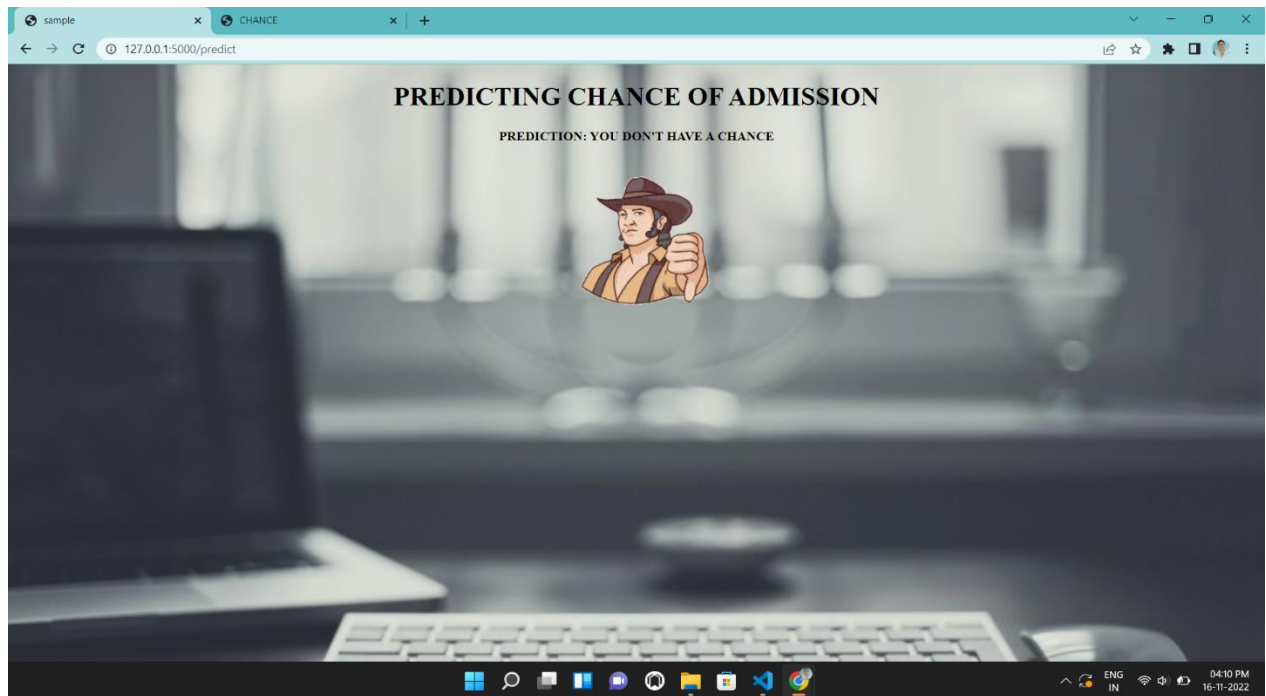 sample
CHANCE
127.0.0.1:5000/predict
PREDICTING CHANCE OF ADMISSION
PREDICTION: YOU DON'T HAVE A CHANCE
ENG
IN
04:10 PM
16-11-2022